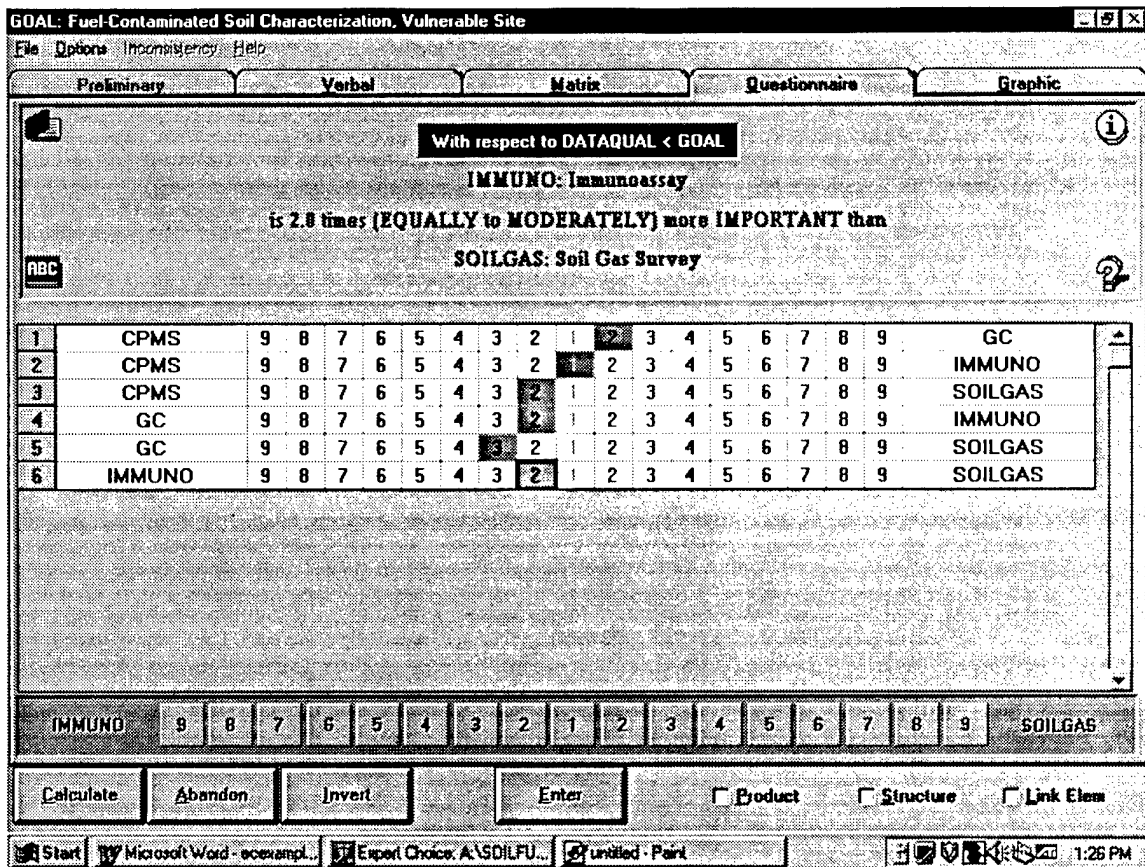 GOAL: Fuel-Contaminated Soil Characterization, Vulnerable Site
File Options Inconsistency Help
Preliminary Verbal Matrix Questionnaire Graphic
With respect to DATAQUAL < GOAL
IMMUNO: Immunoassay
is 2.0 times (EQUALLY to MODERATELY) more IMPORTANT than
ABC SOILGAS: Soil Gas Survey
1 CPMS 9 8 7 6 5 4 3 2 1 2 3 4 5 6 7 8 9 GC
2 CPMS 9 8 7 6 5 4 3 2 1 2 3 4 5 6 7 8 9 IMMUNO
3 CPMS 9 8 7 6 5 4 3 2 1 2 3 4 5 6 7 8 9 SOILGAS
4 GC 9 8 7 6 5 4 3 2 1 2 3 4 5 6 7 8 9 IMMUNO
5 GC 9 8 7 6 5 4 3 2 1 2 3 4 5 6 7 8 9 SOILGAS
6 IMMUNO 9 8 7 6 5 4 3 2 1 2 3 4 5 6 7 8 9 SOILGAS
IMMUNO 9 8 7 6 5 4 3 2 1 2 3 4 5 6 7 8 9 SOILGAS
Calculate Abandon Invert Enter Product Structure Link Elem
Start Microsoft Word - ecexampl... Expert Choice: A:\SOILFU... untitled - Paint 1:26 PM